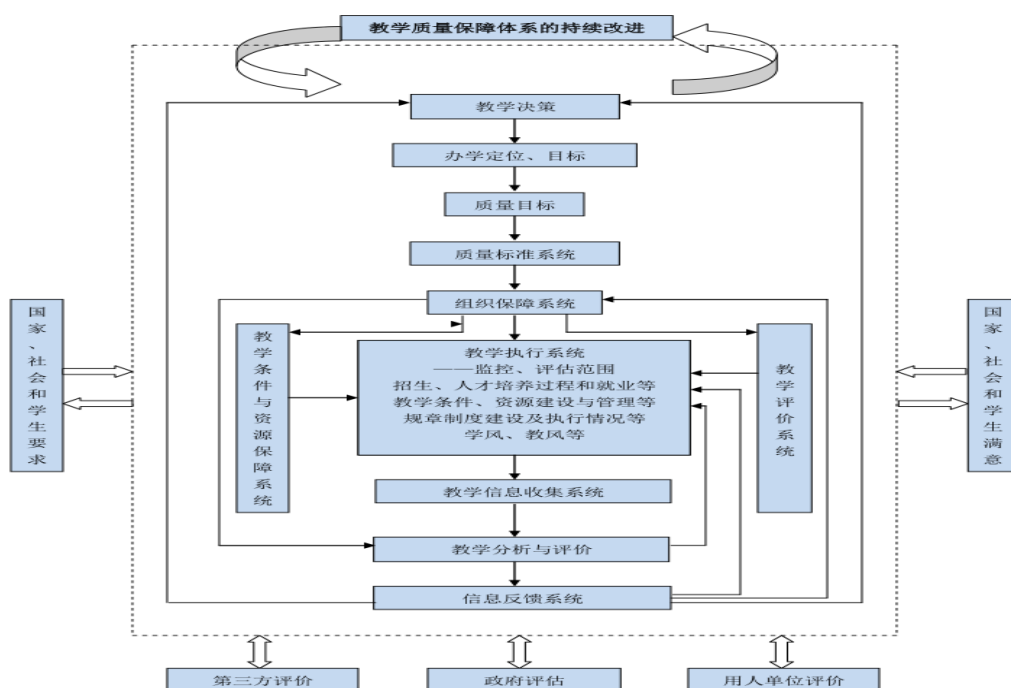 教学质量保障体系的持续改进
教学决策
办学定位、目标
质量目标
质量标准系统
组织保障系统
国家、社会和学生要求
教学条件与资源保障系统
教学执行系统
——监控、评估范围
招生、人才培养过程和就业等
教学条件、资源建设与管理等
规章制度建设及执行情况等
学风、教风等
教学评价系统
国家、社会和学生满意
教学信息收集系统
教学分析与评价
信息反馈系统
第三方评价
政府评估
用人单位评价